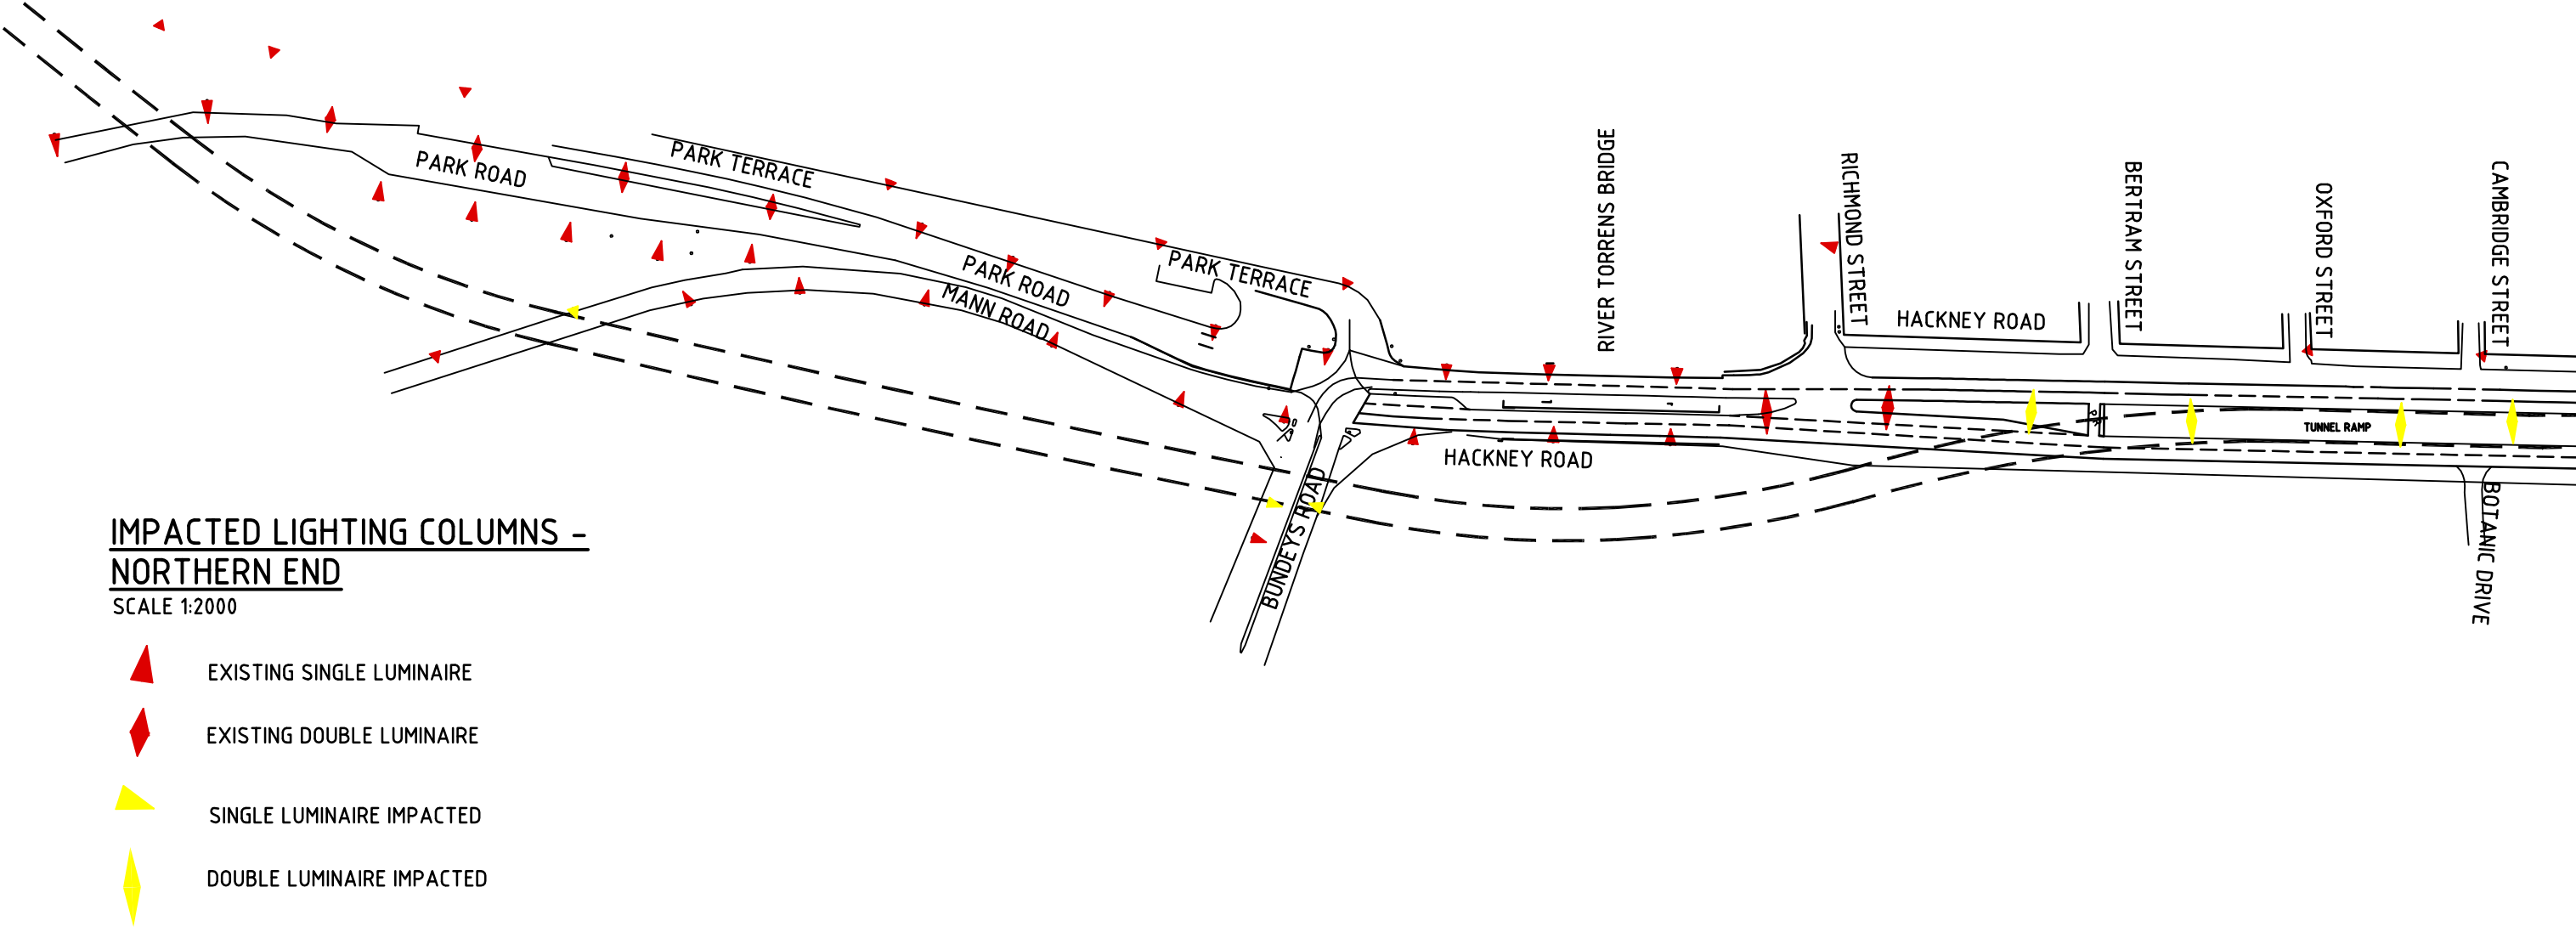 PARK ROAD
PARK TERRACE
PARK ROAD
MANN ROAD
PARK TERRACE
RIVER TORRENS BRIDGE
RICHMOND STREET
HACKNEY ROAD
BERTRAM STREET
OXFORD STREET
CAMBRIDGE STREET
TUNNEL RAMP
HACKNEY ROAD
BUNDEYS ROAD
BOTANIC DRIVE
IMPACTED LIGHTING COLUMNS –
NORTHERN END
SCALE 1:2000
EXISTING SINGLE LUMINAIRE
EXISTING DOUBLE LUMINAIRE
SINGLE LUMINAIRE IMPACTED
DOUBLE LUMINAIRE IMPACTED